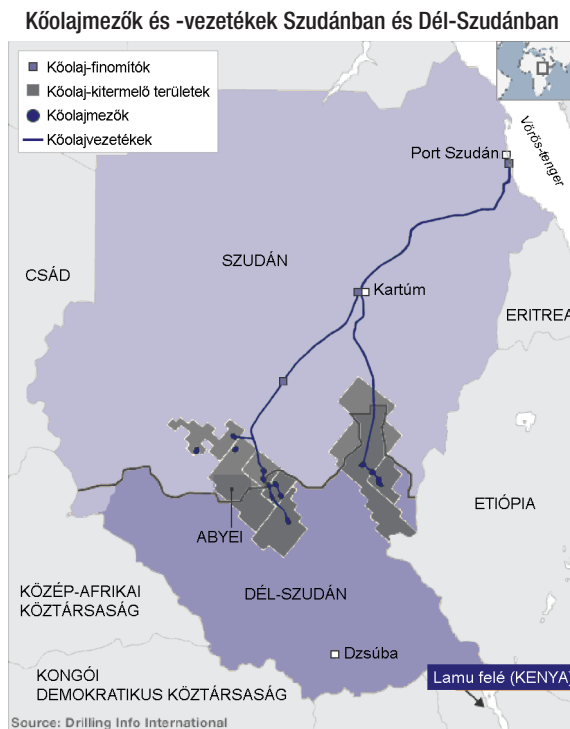 Kőolajmezők és -vezetékek Szudánban és Dél-Szudánban
Kőolaj-finomítók
Kőolaj-kitermelő területek
Kőolajmezők
Kőolajvezetékek
Port Szudán
Vörös-tenger
CSÁD
SZUDÁN
Kartúm
ERITREA
ETIÓPIA
ABYEI
KÖZÉP-AFRIKAI
KÖZTÁRSASÁG
DÉL-SZUDÁN
Dzsúba
KONGÓI
DEMOKRATIKUS KÖZTÁRSASÁG
Lamu felé (KENYA)
Source: Drilling Info International